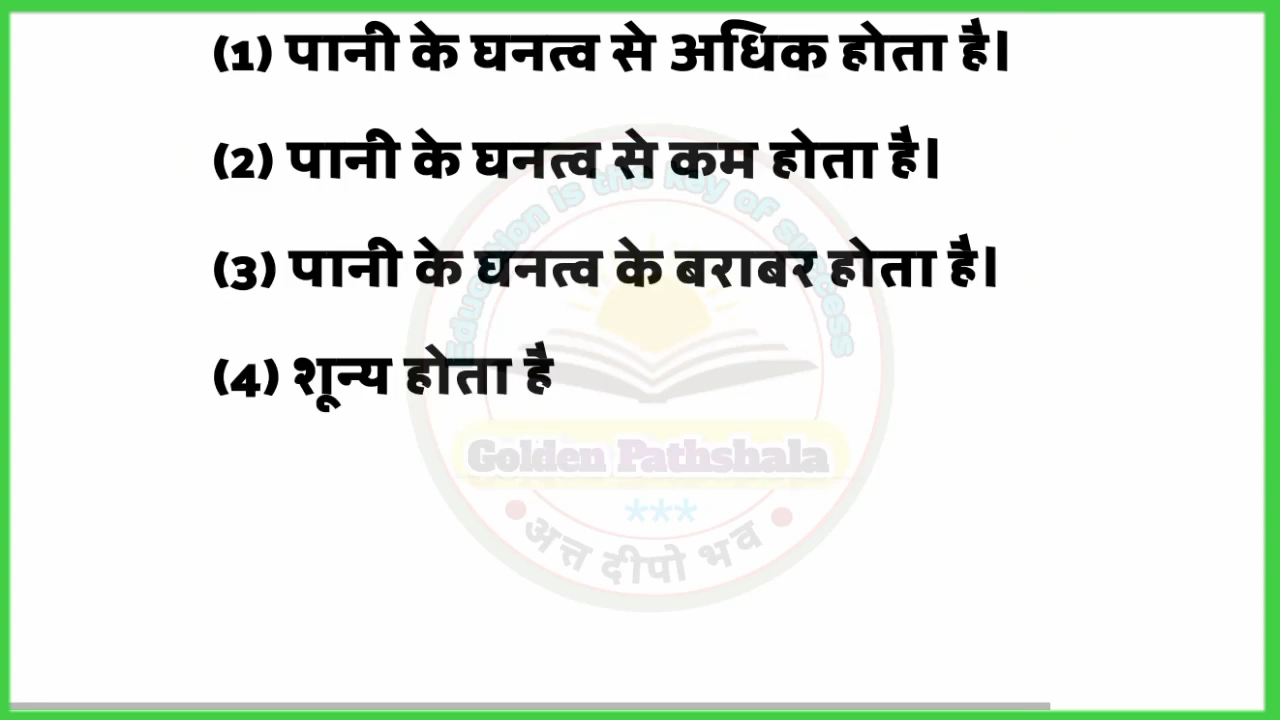 (1) पानी के घनत्व से अधिक होता है।
(2) पानी के घनत्व से कम होता है।
(3) पानी के घनत्व के बराबर होता है।
(4) शून्य होता है
Education is the key of success
Golden Pathshala
***
अत्त दीपो भव